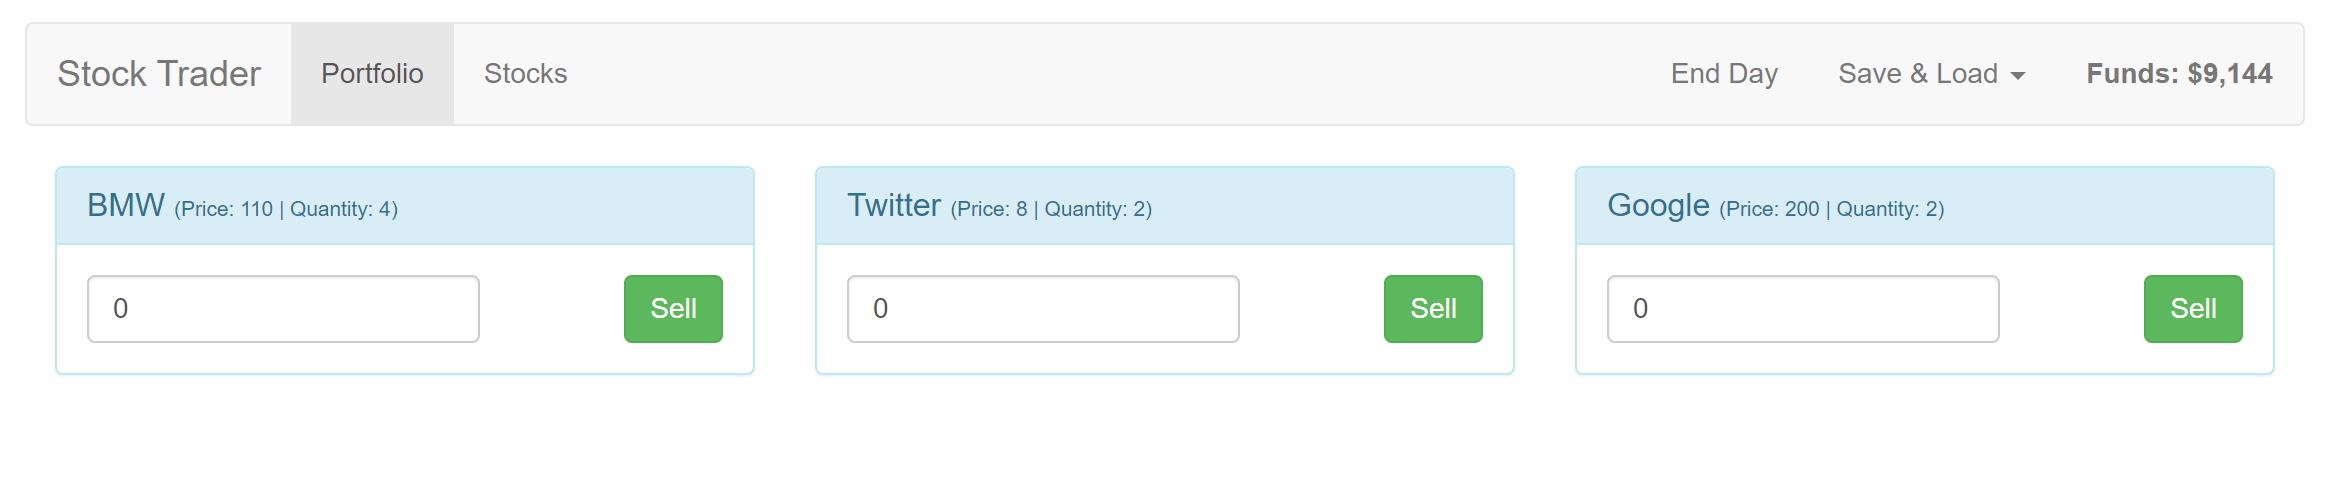 Stock Trader Portfolio Stocks End Day Save & Load Funds: $9,144
BMW (Price: 110 | Quantity: 4)
0 Sell
Twitter (Price: 8 | Quantity: 2)
0 Sell
Google (Price: 200 | Quantity: 2)
0 Sell